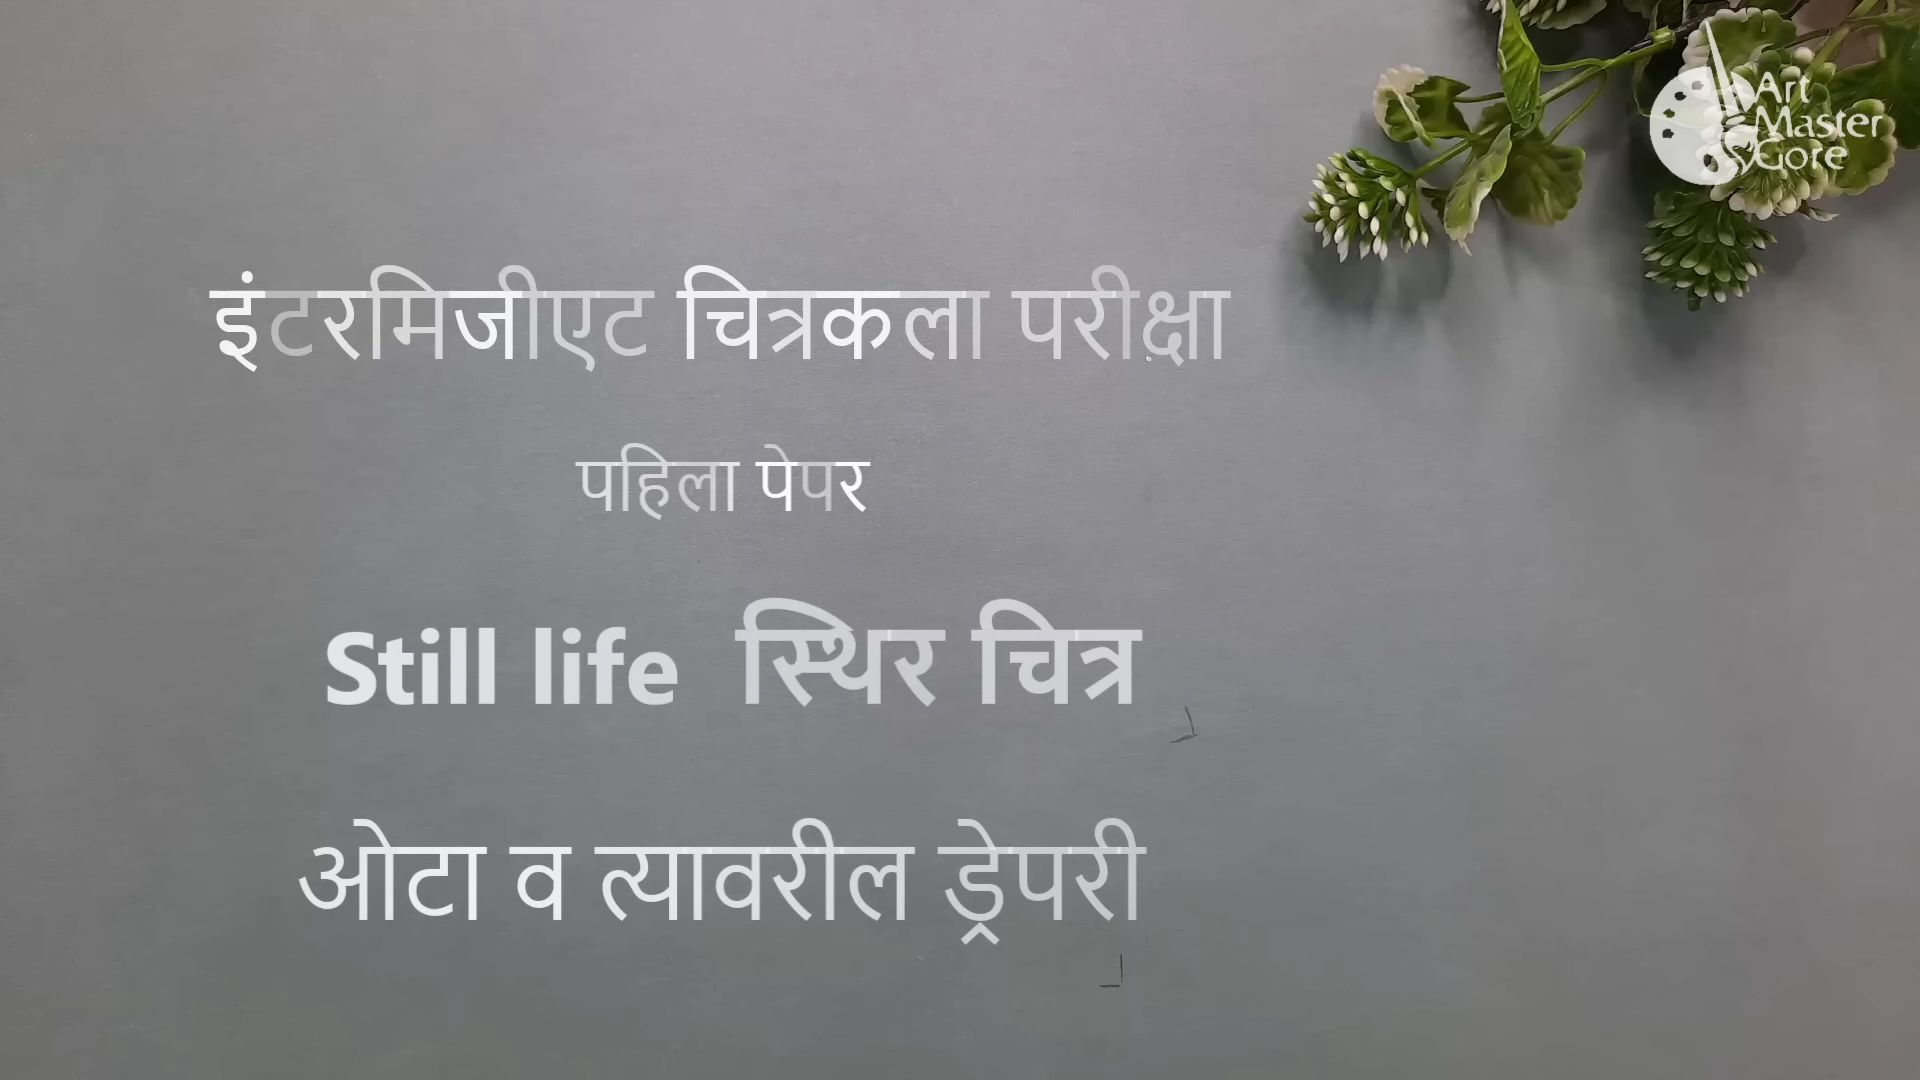 Art
Master
Gore
इंटरमिजीएट चित्रकला परीक्षा
पहिला पेपर
Still life स्थिर चित्र
ओटा व त्यावरील ड्रेपरी